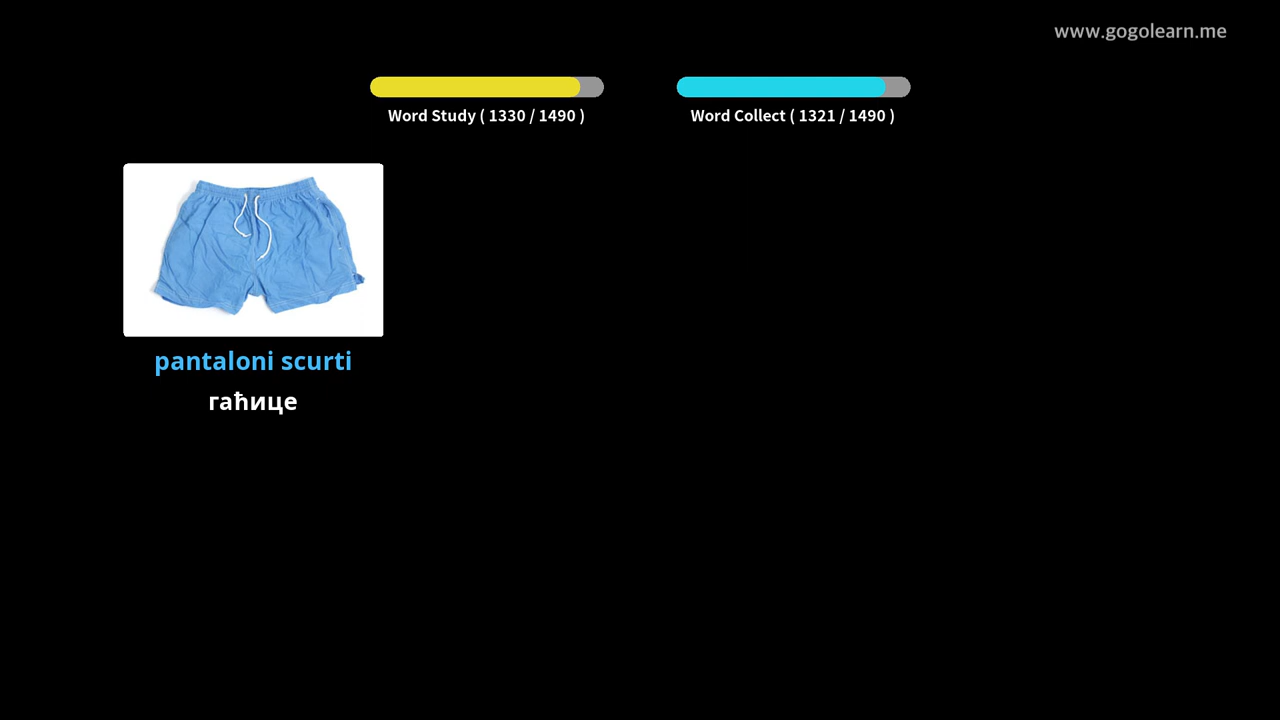 www.gogolearn.me
Word Study ( 1330 / 1490 )
Word Collect ( 1321 / 1490 )
pantaloni scurti
гаћице